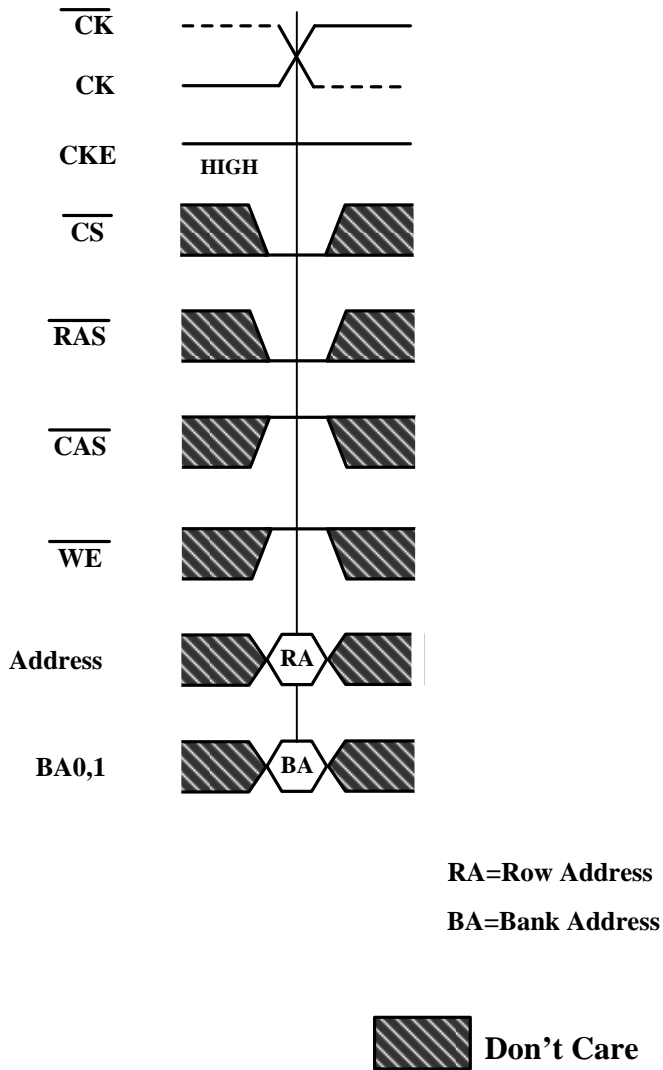 CK
CK
CKE
HIGH
CS
RAS
CAS
WE
Address
RA
BA0,1
BA
RA=Row Address
BA=Bank Address
Don't Care